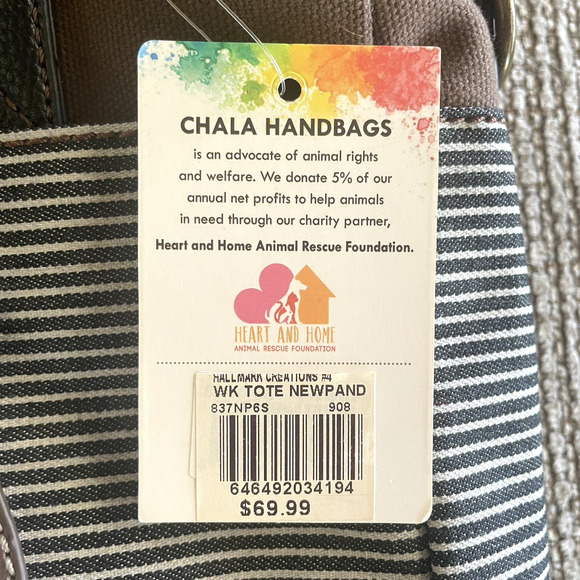 CHALA HANDBAGS
is an advocate of animal rights
and welfare. We donate 5% of our
annual net profits to help animals
in need through our charity partner,
Heart and Home Animal Rescue Foundation.
HEART AND HOME
ANIMAL RESCUE FOUNDATION
HALLMARK CREATIONS #4
WK TOTE NEWPAND
837NP6S 908
646492034194
$69.99